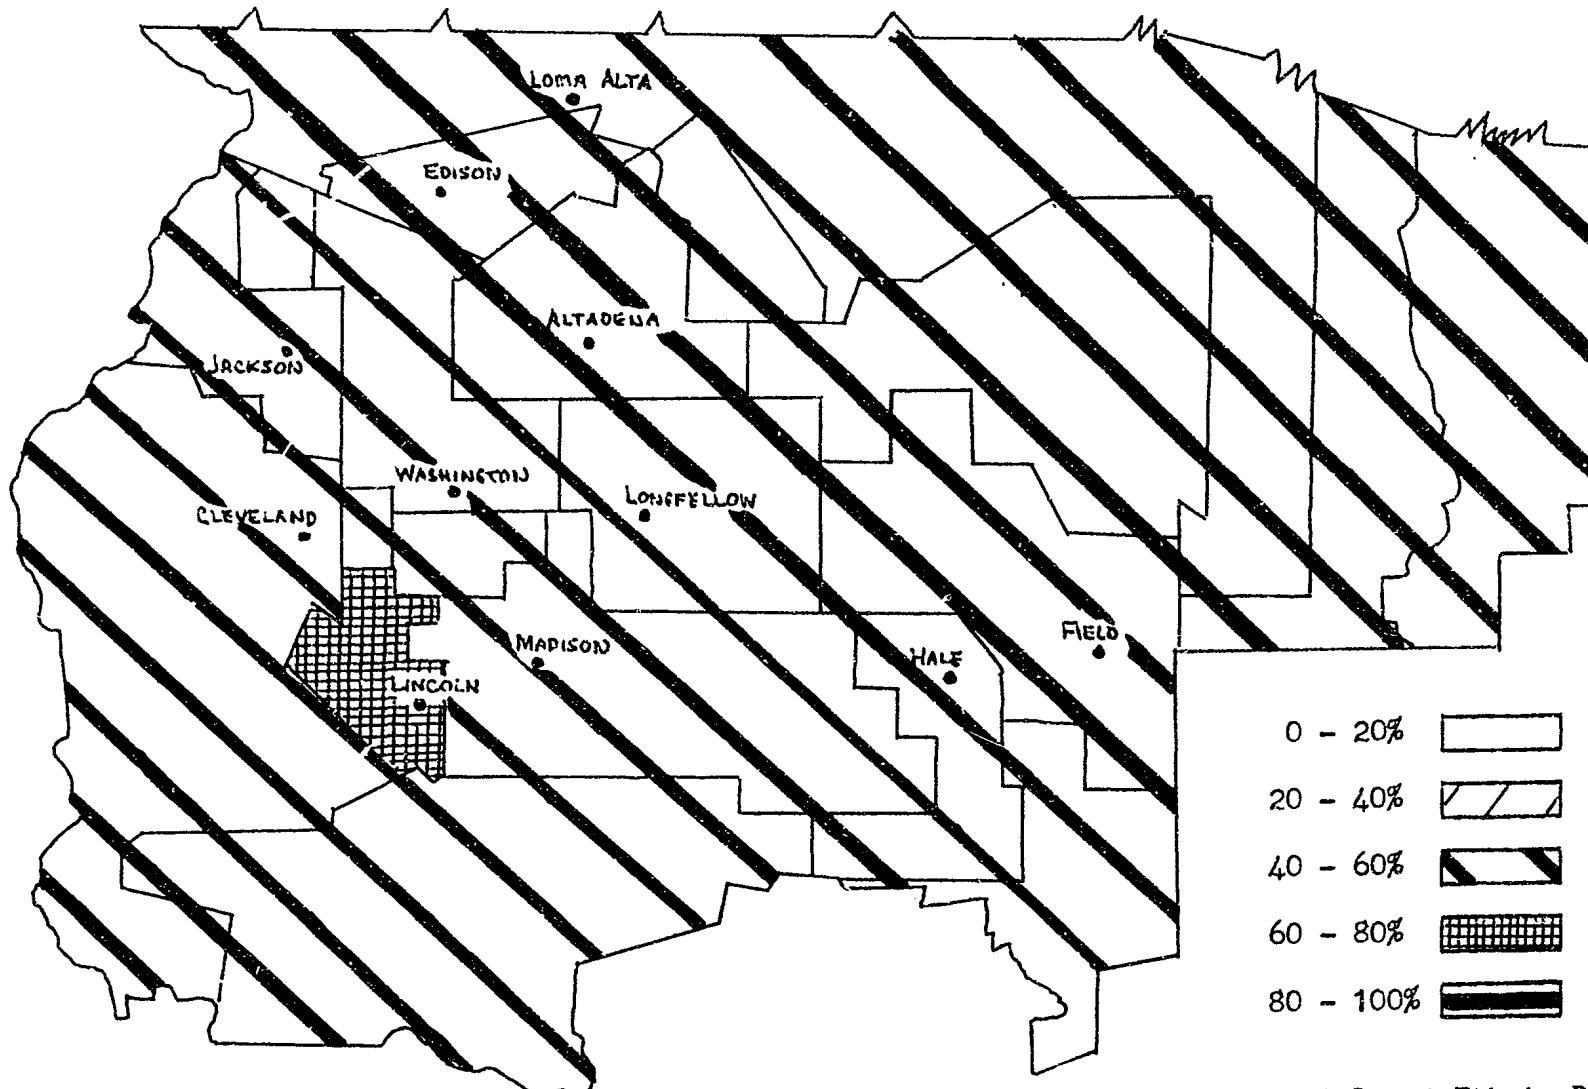 LOMA ALTA
EDISON
ALTADENA
JACKSON
WASHINGTON
LONGFELLOW
CLEVELAND
MADISON
FIELD
HALE
LINCOLN
0 - 20%
20 - 40%
40 - 60%
60 - 80%
80 - 100%